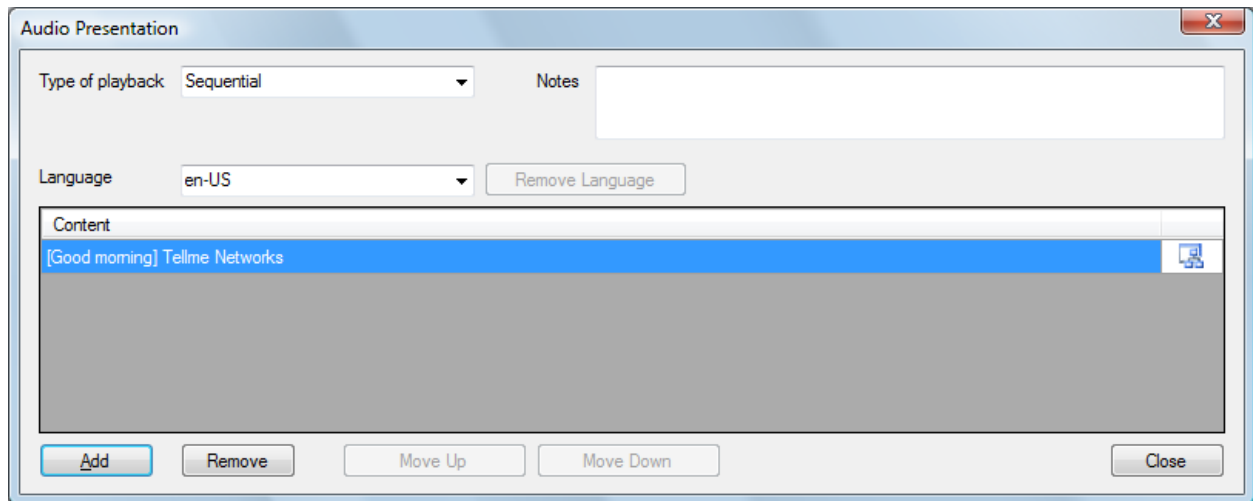 Audio Presentation
Type of playback Sequential Notes
Language en-US Remove Language
Content
[Good morning] Tellme Networks
Add Remove Move Up Move Down Close